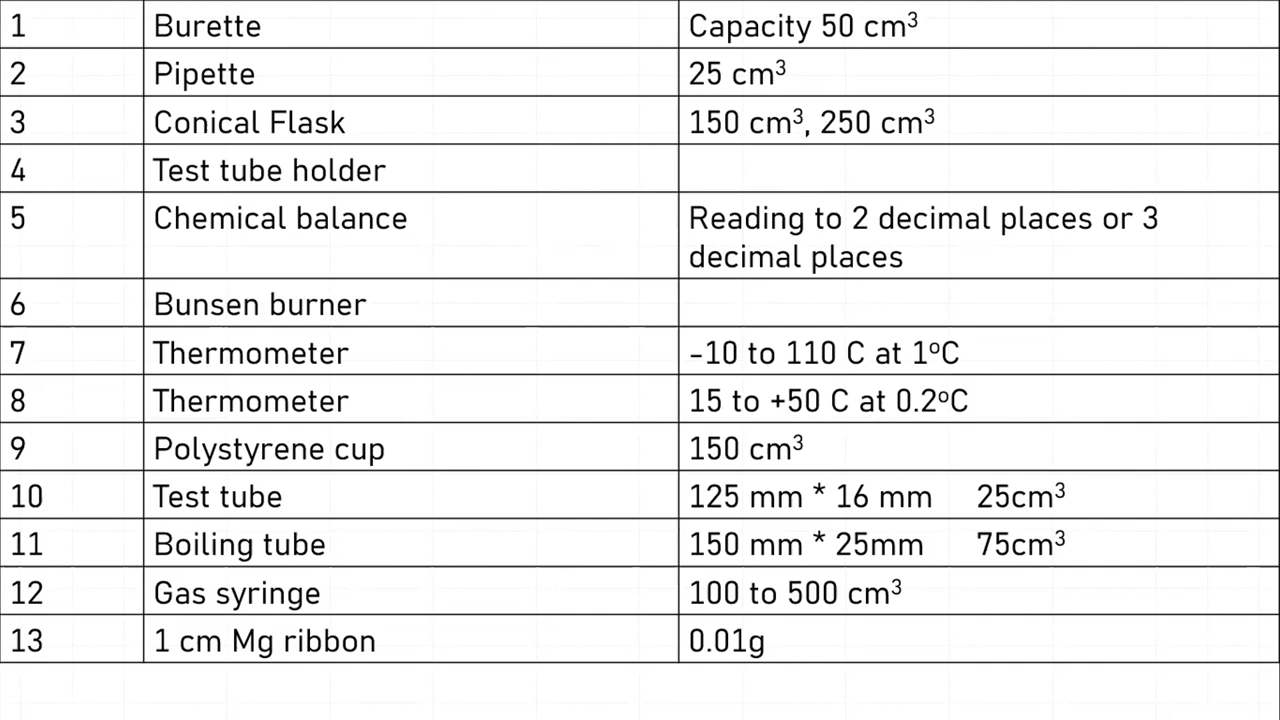 1 Burette Capacity 50 cm³
2 Pipette 25 cm³
3 Conical Flask 150 cm³, 250 cm³
4 Test tube holder
5 Chemical balance Reading to 2 decimal places or 3
decimal places
6 Bunsen burner
7 Thermometer -10 to 110 C at 1ºC
8 Thermometer 15 to +50 C at 0.2ºC
9 Polystyrene cup 150 cm³
10 Test tube 125 mm * 16 mm 25cm³
11 Boiling tube 150 mm * 25mm 75cm³
12 Gas syringe 100 to 500 cm³
13 1 cm Mg ribbon 0.01g